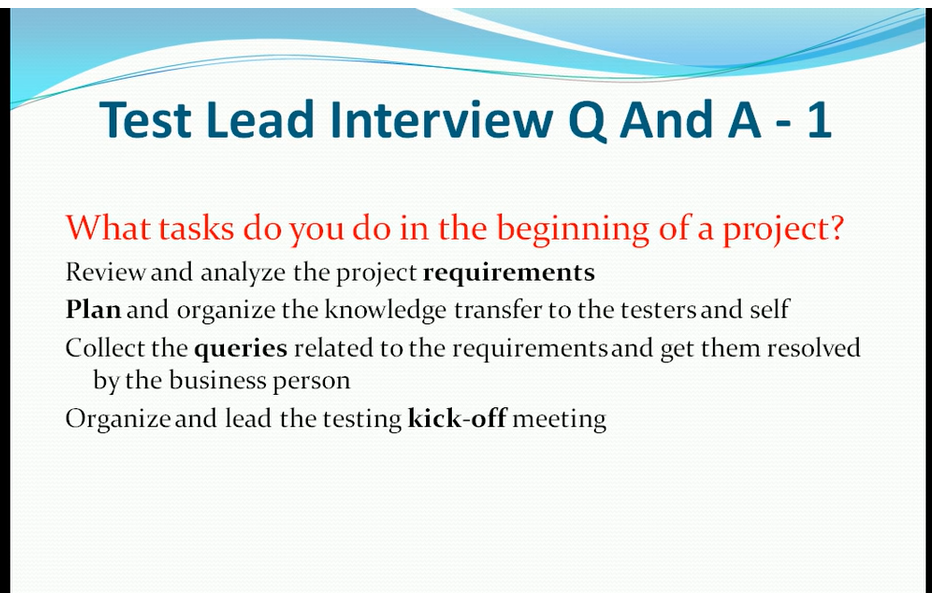 Test Lead Interview Q And A - 1
What tasks do you do in the beginning of a project?
Review and analyze the project requirements
Plan and organize the knowledge transfer to the testers and self
Collect the queries related to the requirements and get them resolved
by the business person
Organize and lead the testing kick-off meeting